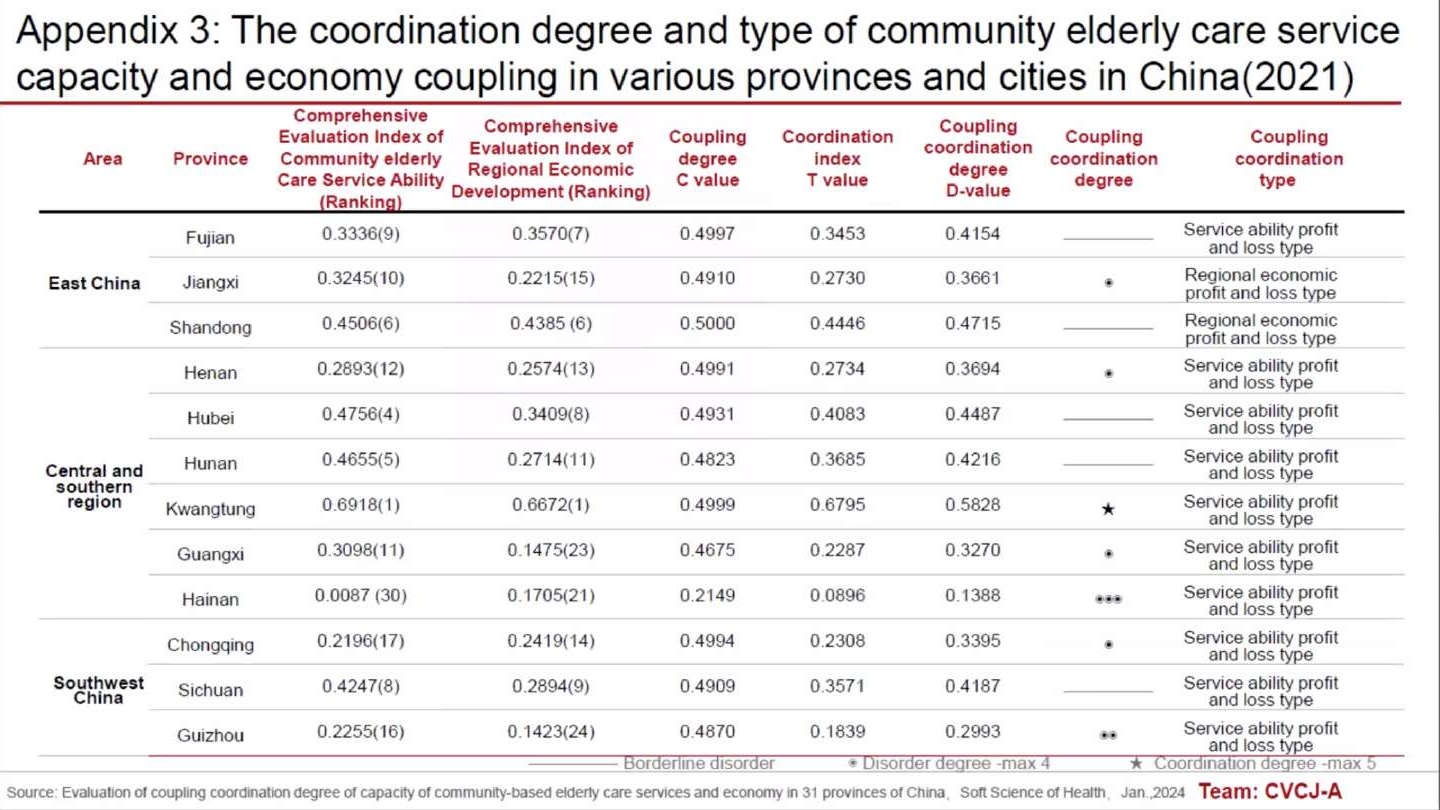 Appendix 3: The coordination degree and type of community elderly care service
capacity and economy coupling in various provinces and cities in China(2021)
Area Province Comprehensive Evaluation Index of Community elderly Care Service Ability (Ranking) Comprehensive Evaluation Index of Regional Economic Development (Ranking) Coupling degree C value Coordination index T value Coupling coordination degree D-value Coupling coordination degree Coupling coordination type
East China
Fujian 0.3336(9) 0.3570(7) 0.4997 0.3453 0.4154 Service ability profit and loss type
Jiangxi 0.3245(10) 0.2215(15) 0.4910 0.2730 0.3661 ◉ Regional economic profit and loss type
Shandong 0.4506(6) 0.4385 (6) 0.5000 0.4446 0.4715 Regional economic profit and loss type
Central and southern region
Henan 0.2893(12) 0.2574(13) 0.4991 0.2734 0.3694 ◉ Service ability profit and loss type
Hubei 0.4756(4) 0.3409(8) 0.4931 0.4083 0.4487 Service ability profit and loss type
Hunan 0.4655(5) 0.2714(11) 0.4823 0.3685 0.4216 Service ability profit and loss type
Kwangtung 0.6918(1) 0.6672(1) 0.4999 0.6795 0.5828 ★ Service ability profit and loss type
Guangxi 0.3098(11) 0.1475(23) 0.4675 0.2287 0.3270 ◉ Service ability profit and loss type
Hainan 0.0087 (30) 0.1705(21) 0.2149 0.0896 0.1388 ◉◉◉ Service ability profit and loss type
Southwest China
Chongqing 0.2196(17) 0.2419(14) 0.4994 0.2308 0.3395 ◉ Service ability profit and loss type
Sichuan 0.4247(8) 0.2894(9) 0.4909 0.3571 0.4187 Service ability profit and loss type
Guizhou 0.2255(16) 0.1423(24) 0.4870 0.1839 0.2993 ◉◉ Service ability profit and loss type
Borderline disorder ◉ Disorder degree -max 4 ★ Coordination degree -max 5
Source: Evaluation of coupling coordination degree of capacity of community-based elderly care services and economy in 31 provinces of China、Soft Science of Health、Jan.,2024 Team: CVCJ-A